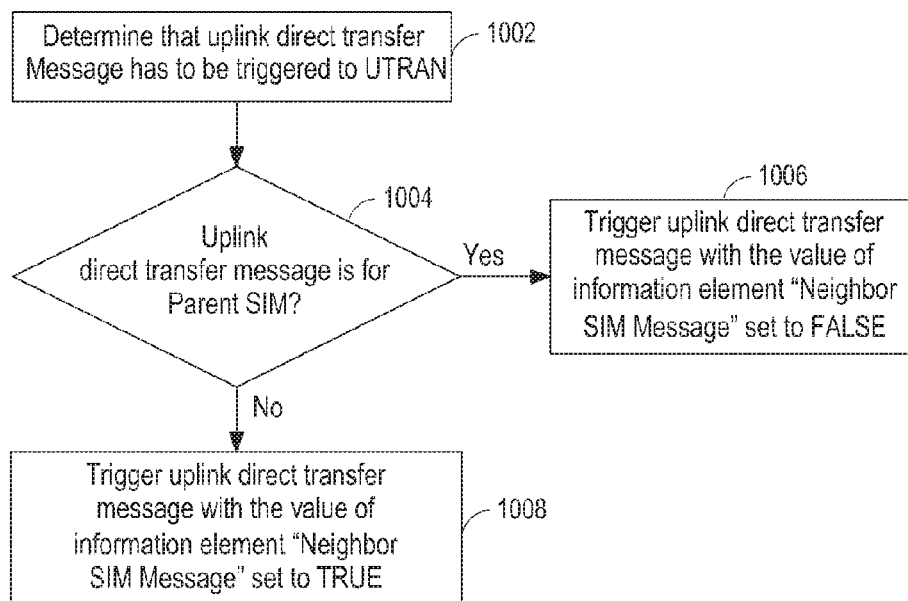 Determine that uplink direct transfer
Message has to be triggered to UTRAN
1002
1004
Uplink
direct transfer message is for
Parent SIM?
Yes
1006
Trigger uplink direct transfer
message with the value of
information element “Neighbor
SIM Message” set to FALSE
No
Trigger uplink direct transfer
message with the value of
information element “Neighbor
SIM Message” set to TRUE
1008